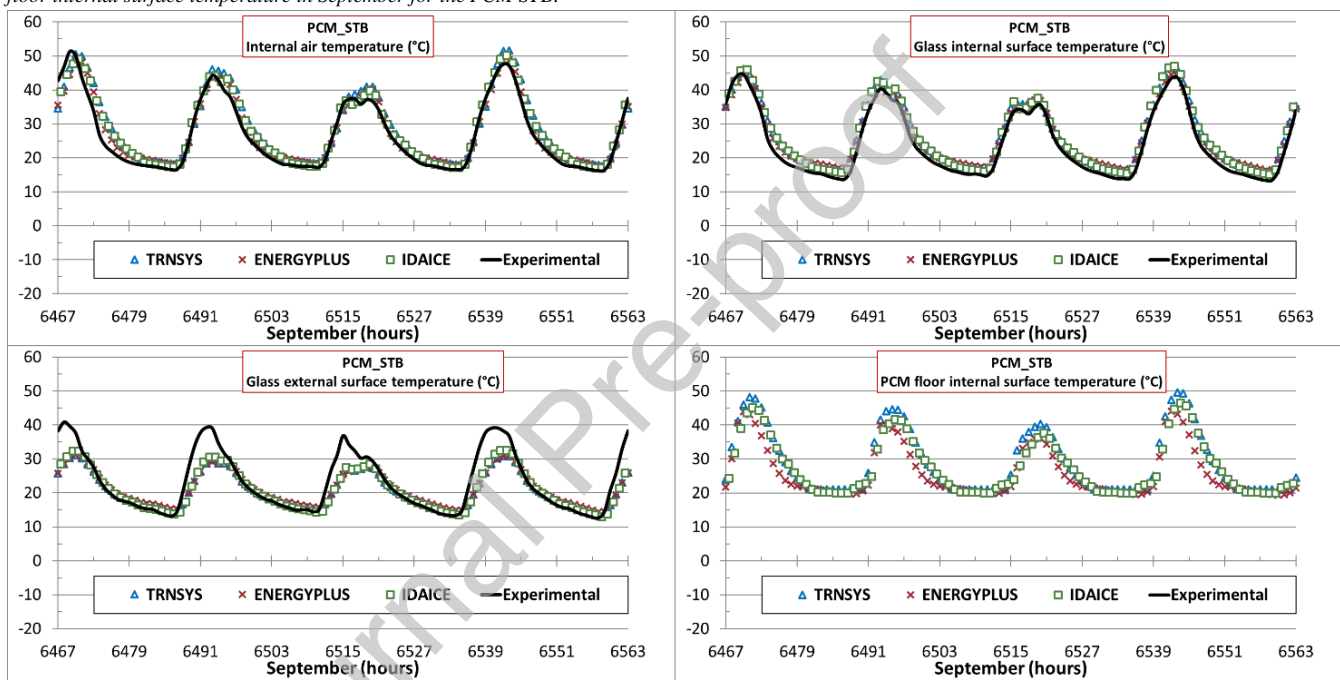 floor internal surface temperature in September for the PCM-STB.
PCM_STB
Internal air temperature (°C)
60
50
40
30
20
10
0
-10
-20
TRNSYS ENERGYPLUS IDAICE Experimental
6467 6479 6491 6503 6515 6527 6539 6551 6563
September (hours)
PCM_STB
Glass internal surface temperature (°C)
60
50
40
30
20
10
0
-10
-20
TRNSYS ENERGYPLUS IDAICE Experimental
6467 6479 6491 6503 6515 6527 6539 6551 6563
September (hours)
PCM_STB
Glass external surface temperature (°C)
60
50
40
30
20
10
0
-10
-20
TRNSYS ENERGYPLUS IDAICE Experimental
6467 6479 6491 6503 6515 6527 6539 6551 6563
September (hours)
PCM_STB
PCM floor internal surface temperature (°C)
60
50
40
30
20
10
0
-10
-20
TRNSYS ENERGYPLUS IDAICE Experimental
6467 6479 6491 6503 6515 6527 6539 6551 6563
September (hours)
rnal Pre-proof